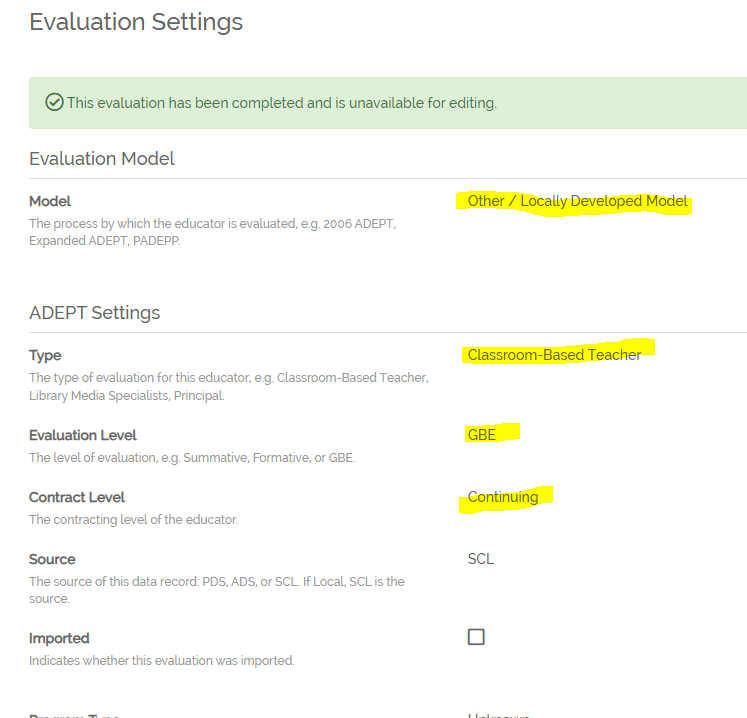 Evaluation Settings
This evaluation has been completed and is unavailable for editing.
Evaluation Model
Model
Other / Locally Developed Model
The process by which the educator is evaluated, e.g. 2006 ADEPT,
Expanded ADEPT, PADEPP.
ADEPT Settings
Type
Classroom-Based Teacher
The type of evaluation for this educator, e.g. Classroom-Based Teacher,
Library Media Specialists, Principal.
Evaluation Level
GBE
The level of evaluation, e.g. Summative, Formative, or GBE.
Contract Level
Continuing
The contracting level of the educator.
Source
SCL
The source of this data record: PDS, ADS, or SCL. If Local, SCL is the
source.
Imported
Indicates whether this evaluation was imported.